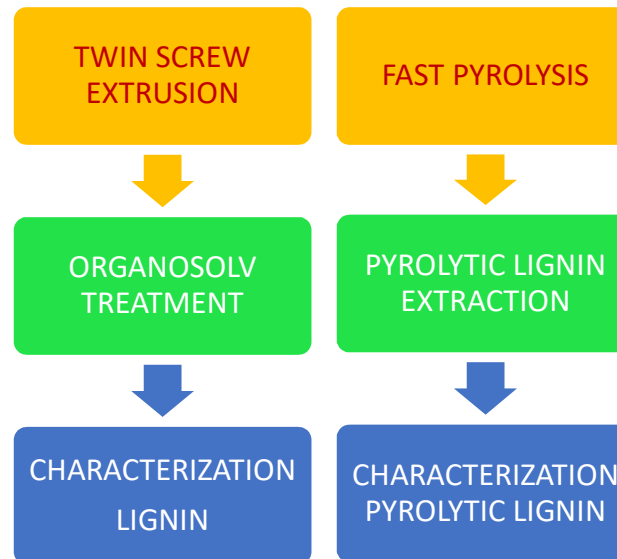 TWIN SCREW
EXTRUSION
FAST PYROLYSIS
ORGANOSOLV
TREATMENT
PYROLYTIC LIGNIN
EXTRACTION
CHARACTERIZATION
LIGNIN
CHARACTERIZATION
PYROLYTIC LIGNIN